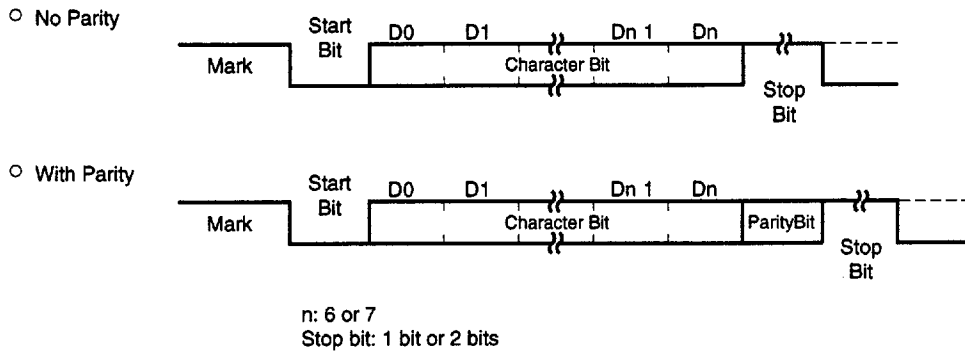 ○ No Parity
Start
Bit
D0 D1 Dn 1 Dn
Mark
Character Bit
Stop
Bit
○ With Parity
Start
Bit
D0 D1 Dn 1 Dn
Mark
Character Bit
ParityBit
Stop
Bit
n: 6 or 7
Stop bit: 1 bit or 2 bits